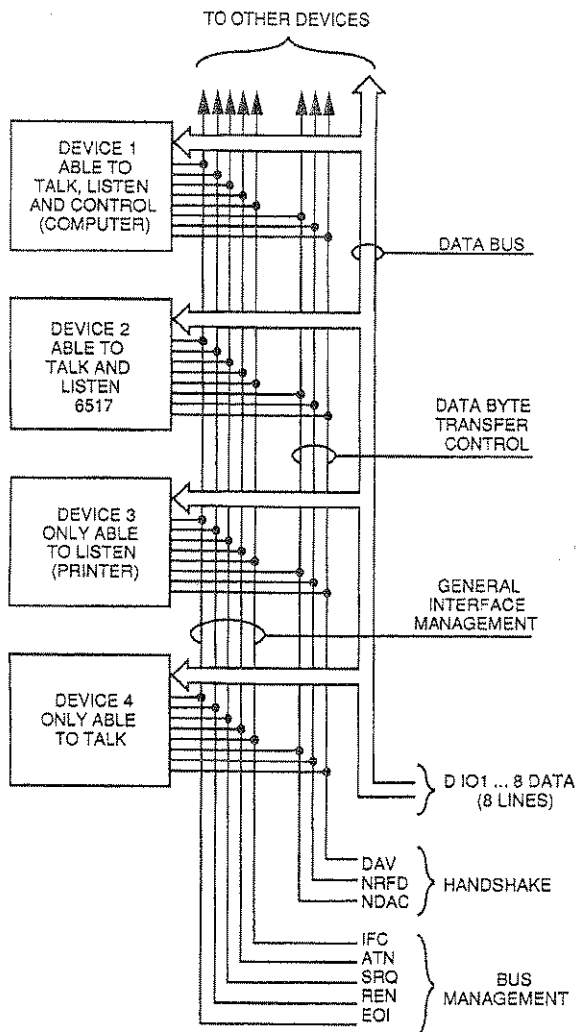 TO OTHER DEVICES
DEVICE 1
ABLE TO
TALK, LISTEN
AND CONTROL
(COMPUTER)
DATA BUS
DEVICE 2
ABLE TO
TALK AND
LISTEN
6517
DATA BYTE
TRANSFER
CONTROL
DEVICE 3
ONLY ABLE
TO LISTEN
(PRINTER)
GENERAL
INTERFACE
MANAGEMENT
DEVICE 4
ONLY ABLE
TO TALK
D IO1 ... 8 DATA
(8 LINES)
DAV
NRFD
NDAC
HANDSHAKE
IFC
ATN
SRQ
REN
EOI
BUS
MANAGEMENT